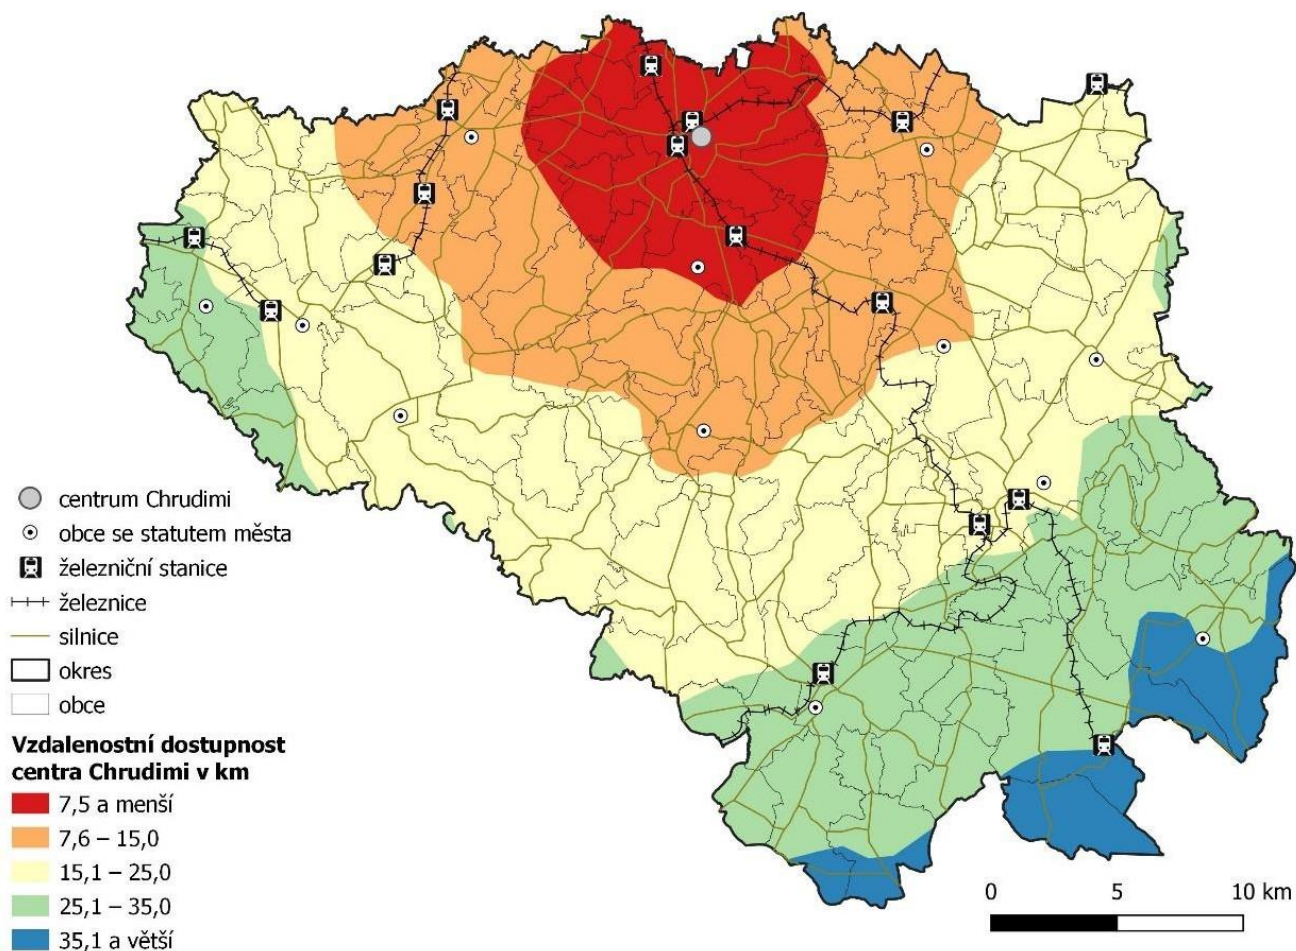 centrum Chrudimi
obce se statutem města
železniční stanice
železnice
silnice
okres
obce
Vzdalenostní dostupnost
centra Chrudimi v km
7,5 a menší
7,6 – 15,0
15,1 – 25,0
25,1 – 35,0
35,1 a větší
0 5 10 km